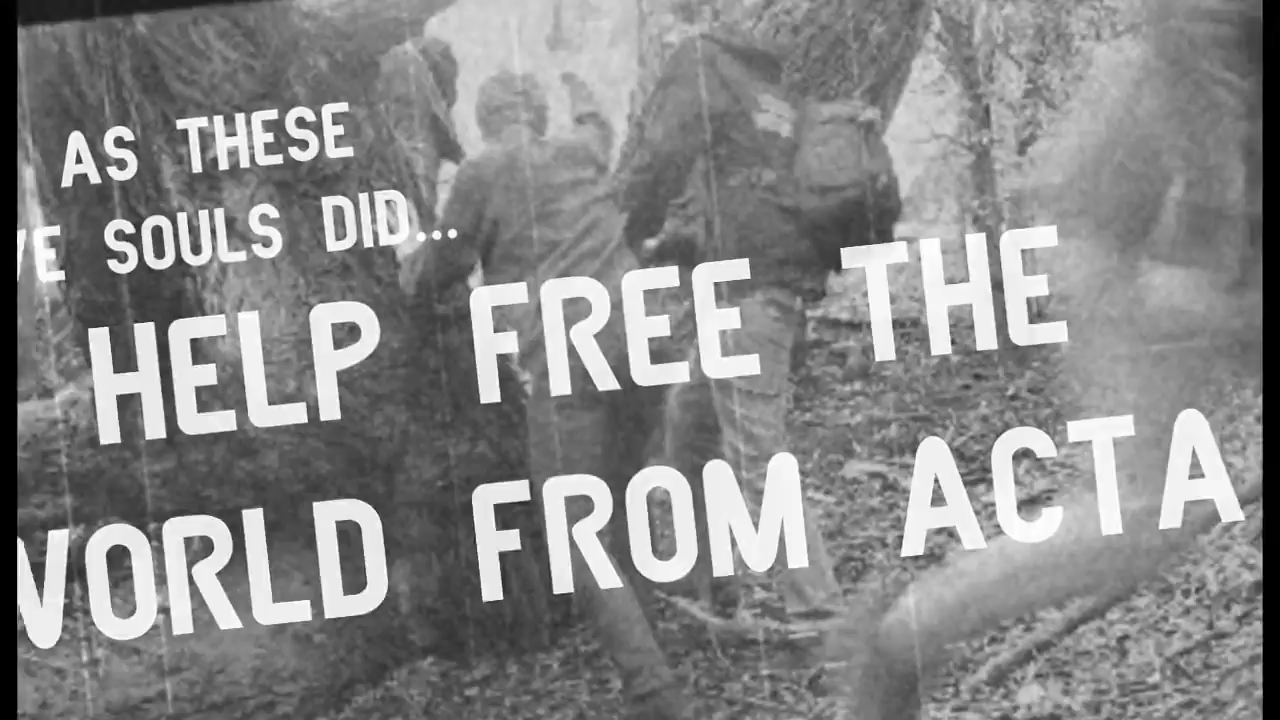 AS THESE
SOULS DID...
HELP FREE THE
WORLD FROM ACTA